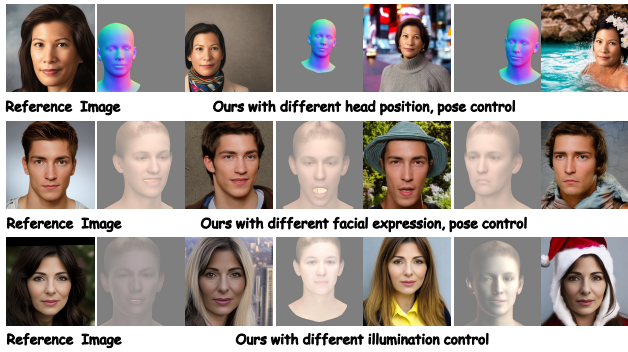 Reference Image
Ours with different head position, pose control
Reference Image
Ours with different facial expression, pose control
Reference Image
Ours with different illumination control